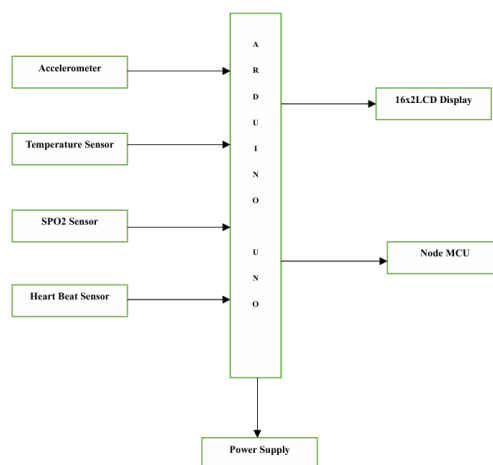 Accelerometer
Temperature Sensor
SPO2 Sensor
Heart Beat Sensor
A
R
D
U
I
N
O
U
N
O
16x2LCD Display
Node MCU
Power Supply